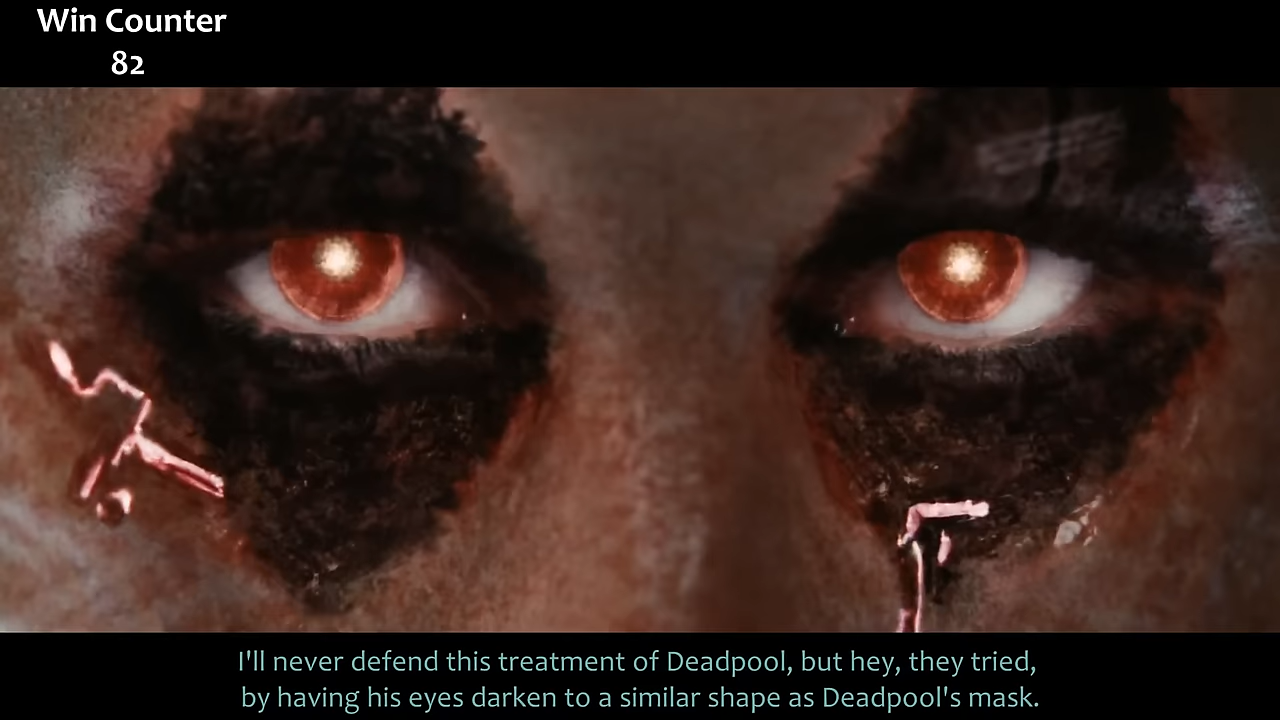 Win Counter
82
I'll never defend this treatment of Deadpool, but hey, they tried,
by having his eyes darken to a similar shape as Deadpool's mask.